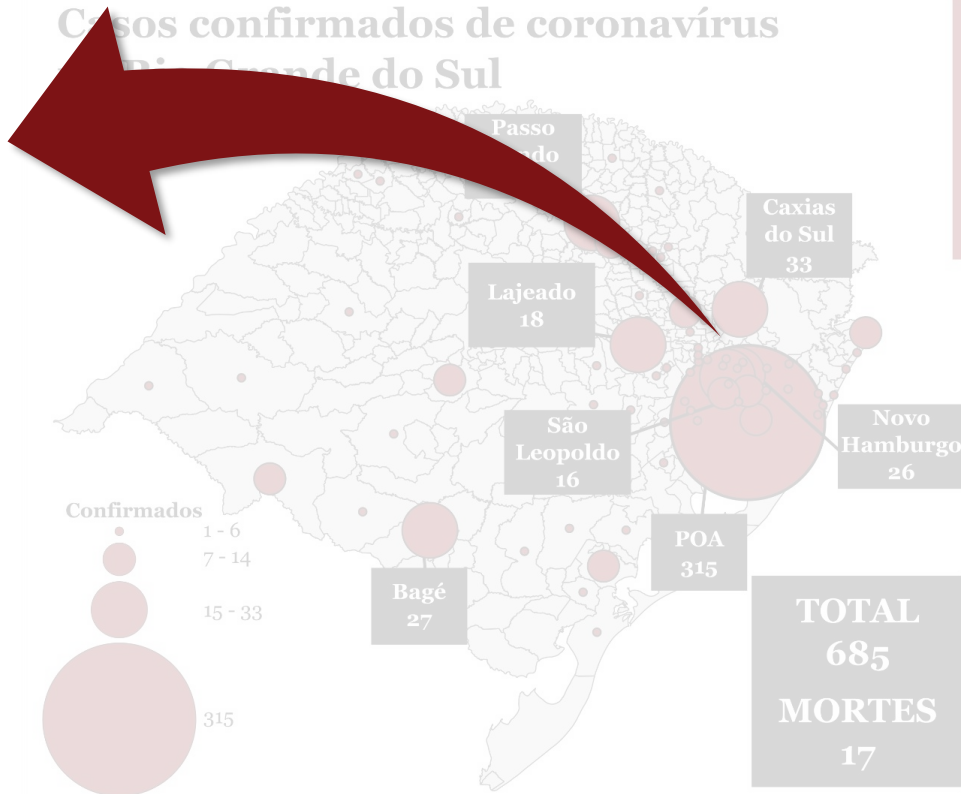 Casos confirmados de coronavírus
Rio Grande do Sul
Passo
Caxias
do Sul
33
Lajeado
18
São
Leopoldo
16
Novo
Hamburgo
26
Confirmados
1 - 6
7 - 14
15 - 33
315
POA
315
Bagé
27
TOTAL
685
MORTES
17